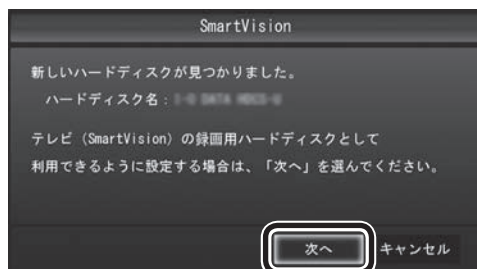 SmartVision
新しいハードディスクが見つかりました。
ハードディスク名：
テレビ（SmartVision）の録画用ハードディスクとして
利用できるように設定する場合は、「次へ」を選んでください。
次へ　キャンセル